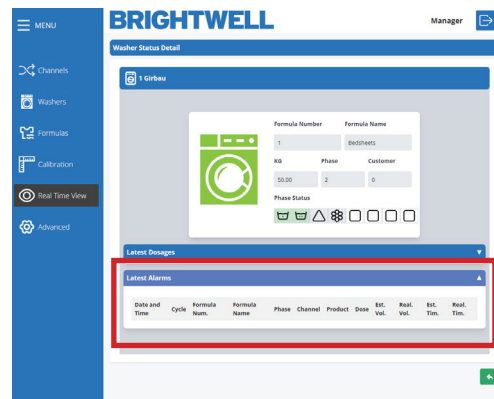 MENU
BRIGHTWELL
Manager
Washer Status Detail
Channels
Washers
Formulas
Calibration
Real Time View
Advanced
1 Girbau
Formula Number Formula Name
1 Bedsheets
KG Phase Customer
50.00 2 0
Phase Status
Latest Dosages
Latest Alarms
Date and Time Cycle Formula Num. Formula Name Phase Channel Product Dose Est. Vol. Real. Vol. Est. Tim. Real. Tim.